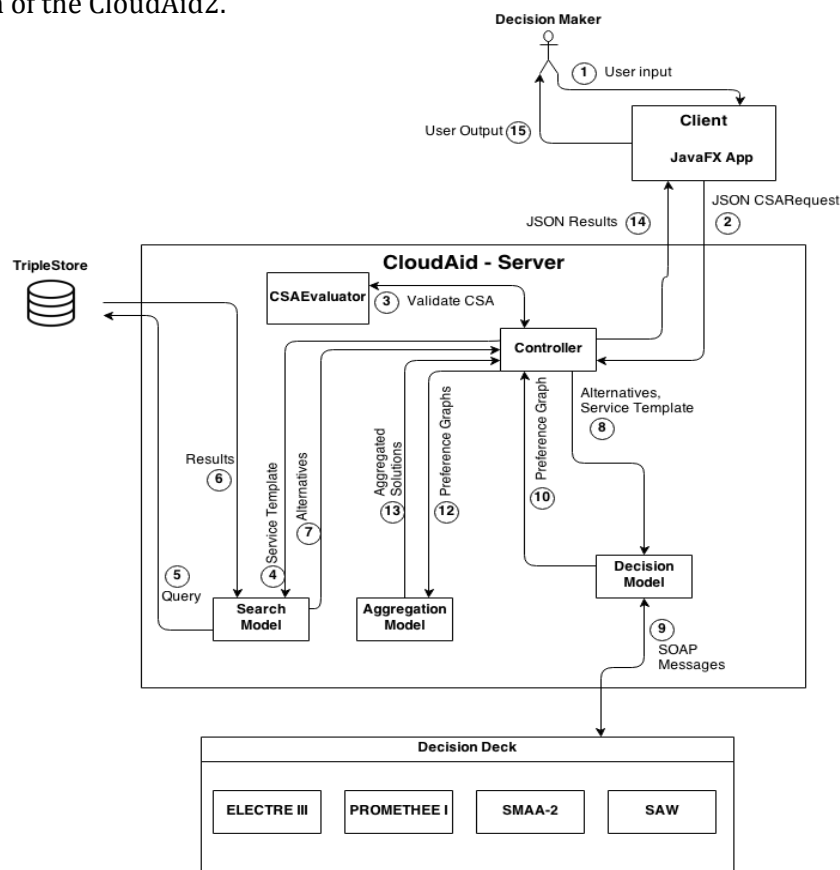 of the CloudAid2.
Decision Maker
1 User input
Client
JavaFX App
User Output 15
JSON CSARequest
2
JSON Results 14
TripleStore
CloudAid - Server
CSAEvaluator
3 Validate CSA
Controller
Alternatives,
Service Template
8
Preference Graph
10
Preference Graphs
12
Aggregated
Solutions
13
Alternatives
7
Service Template
4
Results
6
5
Query
Search
Model
Aggregation
Model
Decision
Model
9
SOAP
Messages
Decision Deck
ELECTRE III
PROMETHEE I
SMAA-2
SAW